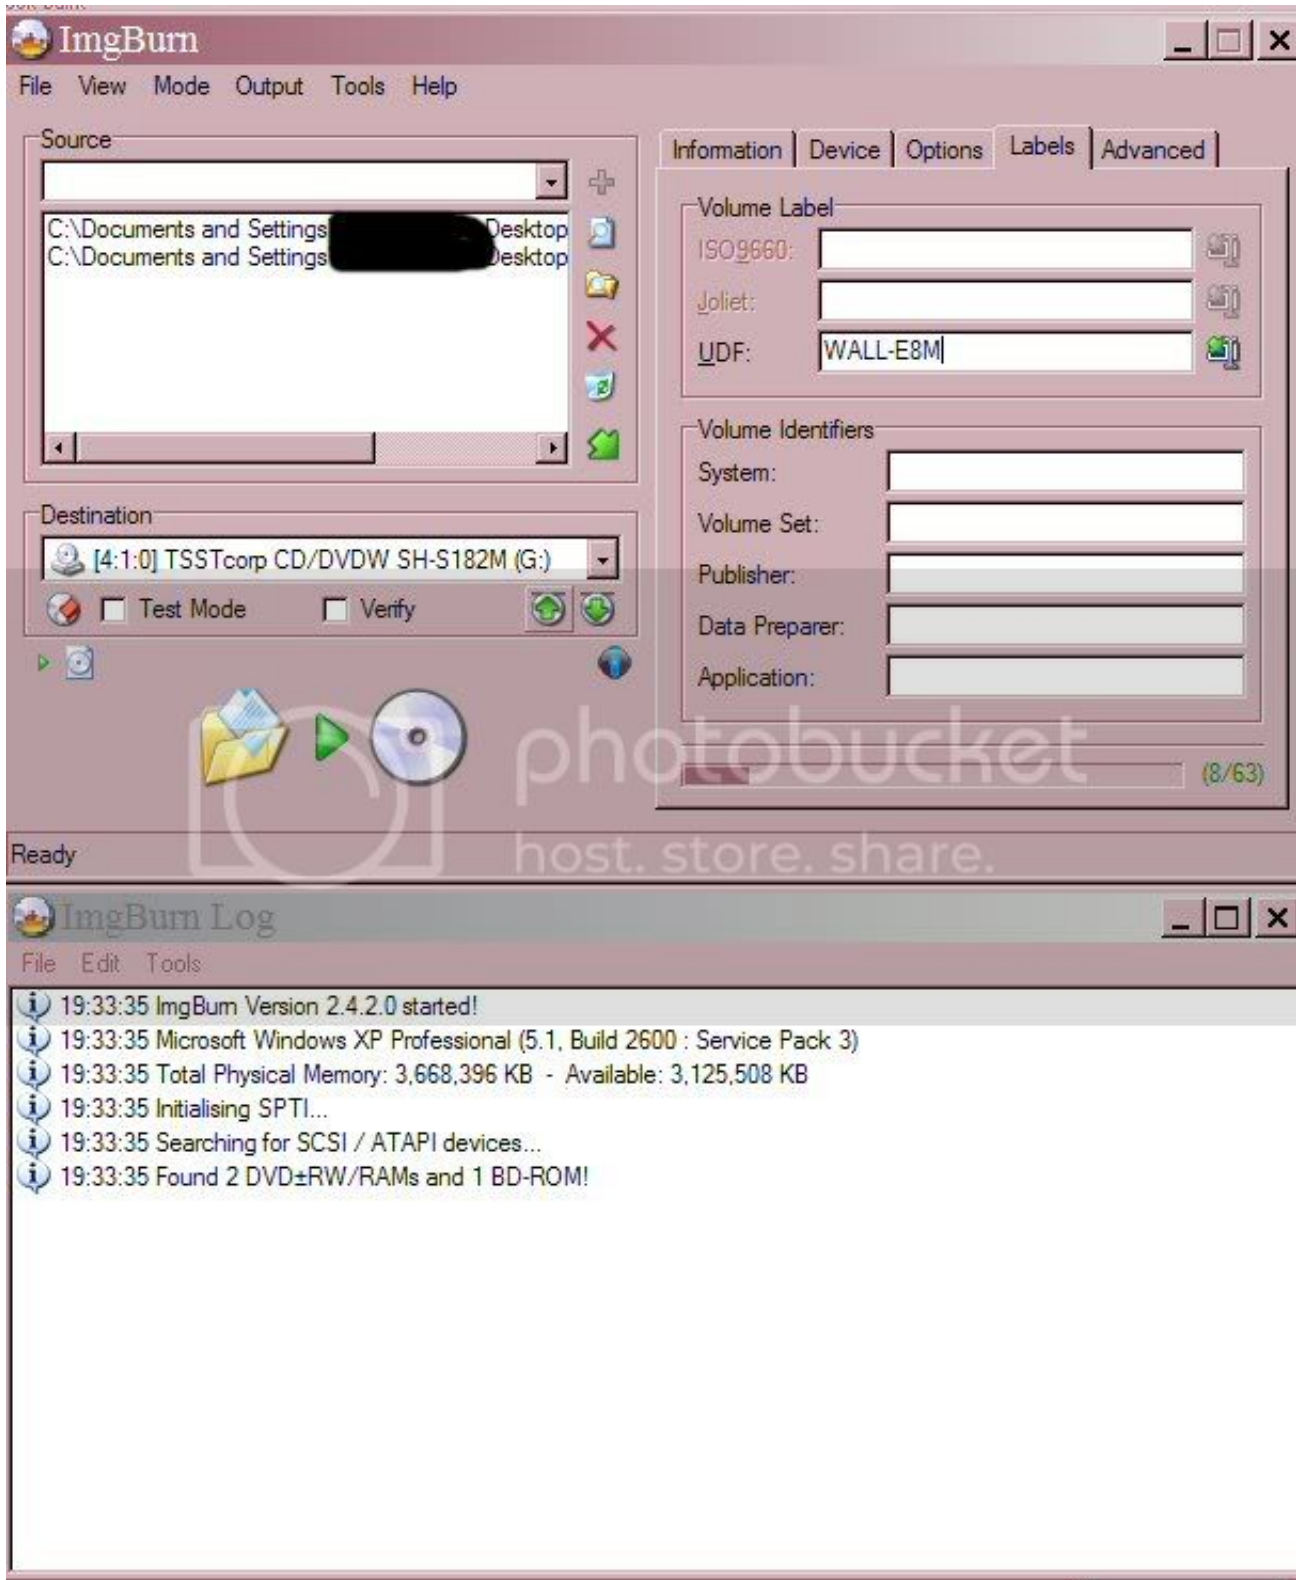 ImgBurn
File View Mode Output Tools Help
Source
C:\Documents and Settings Desktop
C:\Documents and Settings Desktop
Destination
[4:1:0] TSSTcorp CD/DVDW SH-S182M (G:)
Test Mode Verify
Information Device Options Labels Advanced
Volume Label
ISO9660:
Joliet:
UDF: WALL-E8M
Volume Identifiers
System:
Volume Set:
Publisher:
Data Preparer:
Application:
(8/63)
photobucket
host. store. share.
Ready
ImgBurn Log
File Edit Tools
19:33:35 ImgBurn Version 2.4.2.0 started!
19:33:35 Microsoft Windows XP Professional (5.1, Build 2600 : Service Pack 3)
19:33:35 Total Physical Memory: 3,668,396 KB - Available: 3,125,508 KB
19:33:35 Initialising SPTI...
19:33:35 Searching for SCSI / ATAPI devices...
19:33:35 Found 2 DVD±RW/RAMs and 1 BD-ROM!